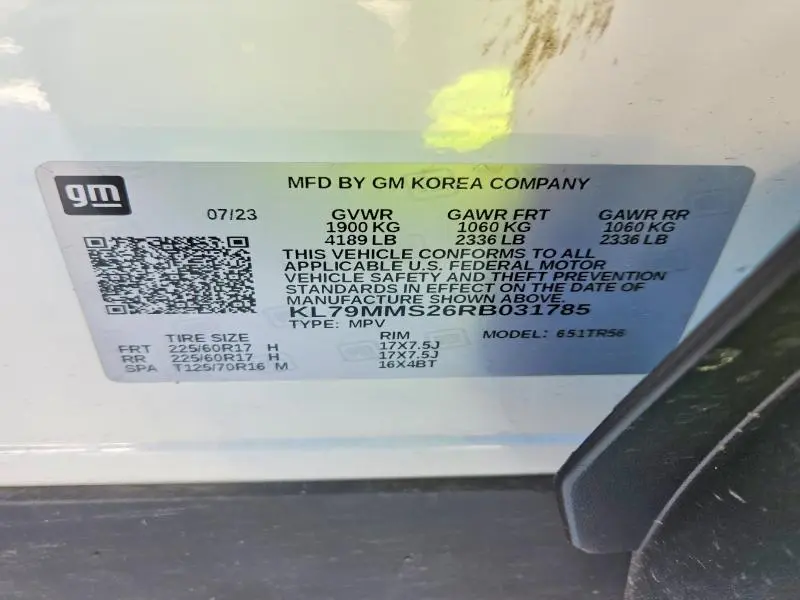 gm
MFD BY GM KOREA COMPANY
07/23 GVWR GAWR FRT GAWR RR
1900 KG 1060 KG 1060 KG
4189 LB 2336 LB 2336 LB
THIS VEHICLE CONFORMS TO ALL
APPLICABLE U.S. FEDERAL MOTOR
VEHICLE SAFETY AND THEFT PREVENTION
STANDARDS IN EFFECT ON THE DATE OF
MANUFACTURE SHOWN ABOVE.
KL79MMS26RB031785
TYPE: MPV MODEL: 651TR56
TIRE SIZE RIM
FRT 225/60R17 H 17X7.5J
RR 225/60R17 H 17X7.5J
SPA T125/70R16 M 16X4BT